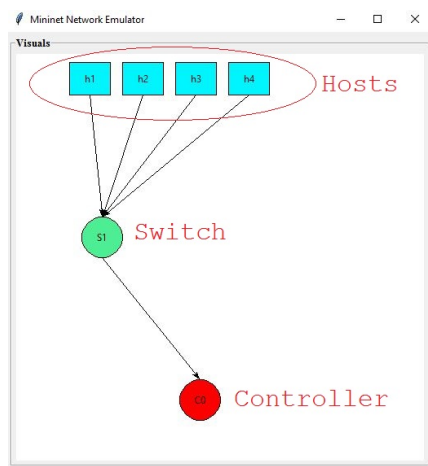 Mininet Network Emulator
Visuals
h1 h2 h3 h4
Hosts
S1
Switch
C0
Controller